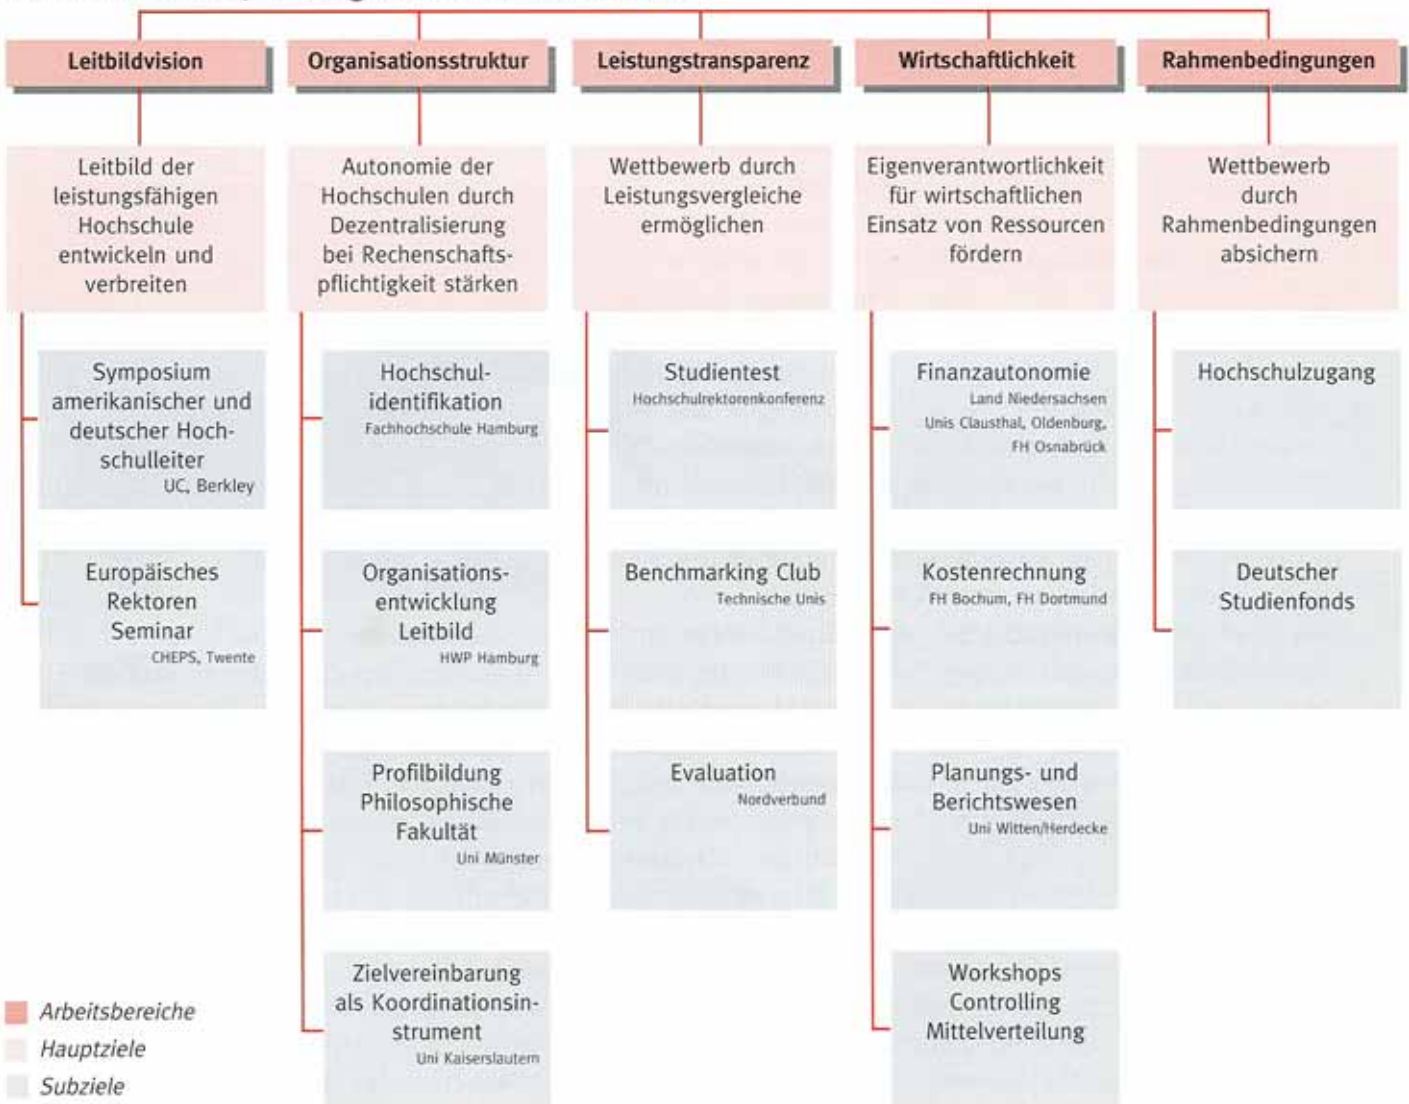 Leitbildvision
Organisationsstruktur
Leistungstransparenz
Wirtschaftlichkeit
Rahmenbedingungen
Leitbild der
leistungsfähigen
Hochschule
entwickeln und
verbreiten
Autonomie der
Hochschulen durch
Dezentralisierung
bei Rechenschafts-
pflichtigkeit stärken
Wettbewerb durch
Leistungsvergleiche
ermöglichen
Eigenverantwortlichkeit
für wirtschaftlichen
Einsatz von Ressourcen
fördern
Wettbewerb
durch
Rahmenbedingungen
absichern
Symposium
amerikanischer und
deutscher Hoch-
schulleiter
UC, Berkley
Hochschul-
identifikation
Fachhochschule Hamburg
Studientest
Hochschulrektorenkonferenz
Finanzautonomie
Land Niedersachsen
Unis Clausthal, Oldenburg,
FH Osnabrück
Hochschulzugang
Europäisches
Rektoren
Seminar
CHEPS, Twente
Organisations-
entwicklung
Leitbild
HWP Hamburg
Benchmarking Club
Technische Unis
Kostenrechnung
FH Bochum, FH Dortmund
Deutscher
Studienfonds
Profilbildung
Philosophische
Fakultät
Uni Münster
Evaluation
Nordverbund
Planungs- und
Berichtswesen
Uni Witten/Herdecke
Zielvereinbarung
als Koordinationsin-
strument
Uni Kaiserslautern
Workshops
Controlling
Mittelverteilung
Arbeitsbereiche
Hauptziele
Subziele